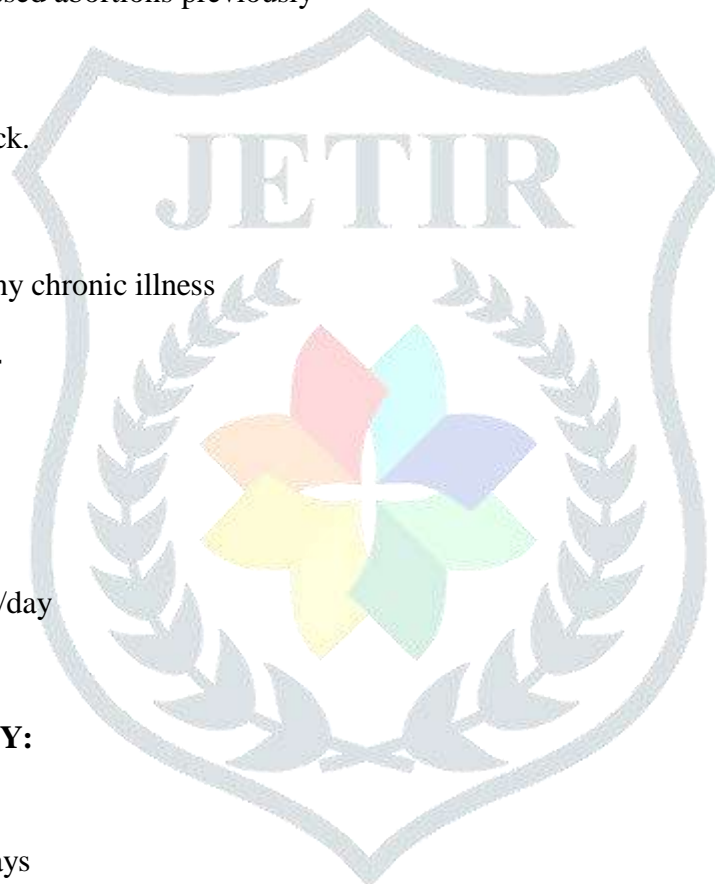 sed abortions previously
JETIR
ck.
ny chronic illness
/day
Y:
ays